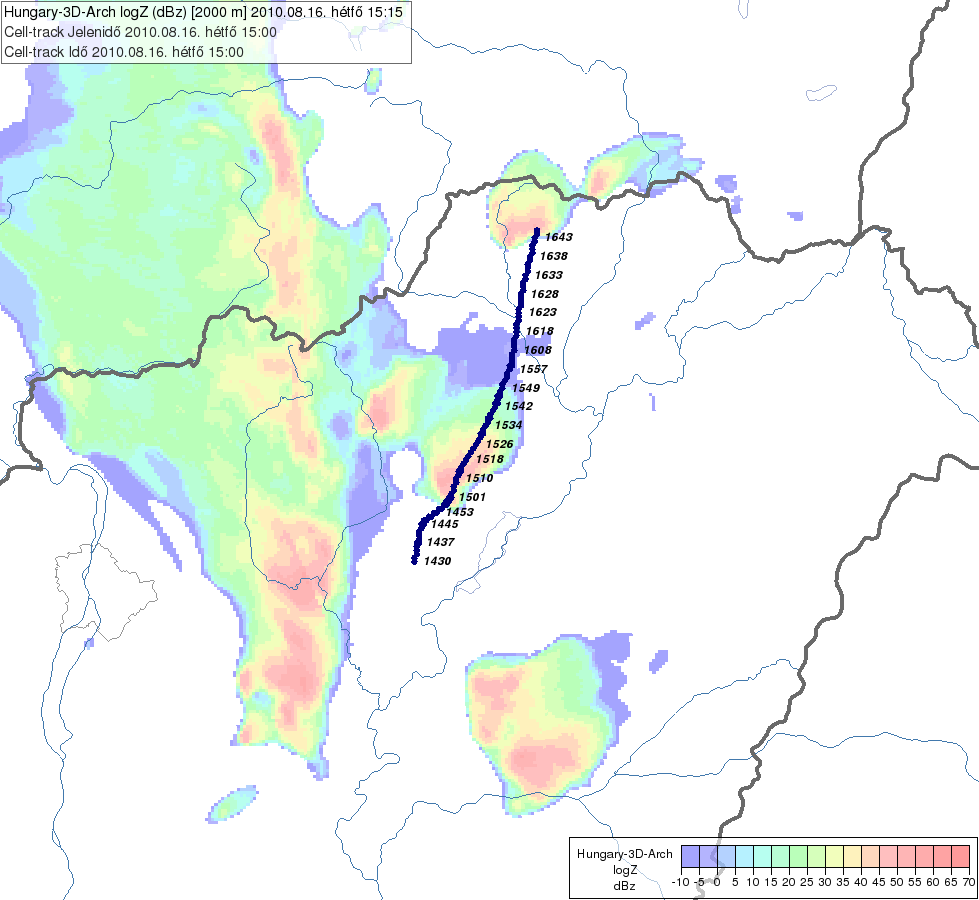 Hungary-3D-Arch logZ (dBz) [2000 m] 2010.08.16. hétfő 15:15
Cell-track Jelenidő 2010.08.16. hétfő 15:00
Cell-track Idő 2010.08.16. hétfő 15:00
1643
1638
1633
1628
1623
1618
1608
1557
1549
1542
1534
1526
1518
1510
1501
1453
1445
1437
1430
Hungary-3D-Arch
logZ
dBz
-10 -5 0 5 10 15 20 25 30 35 40 45 50 55 60 65 70